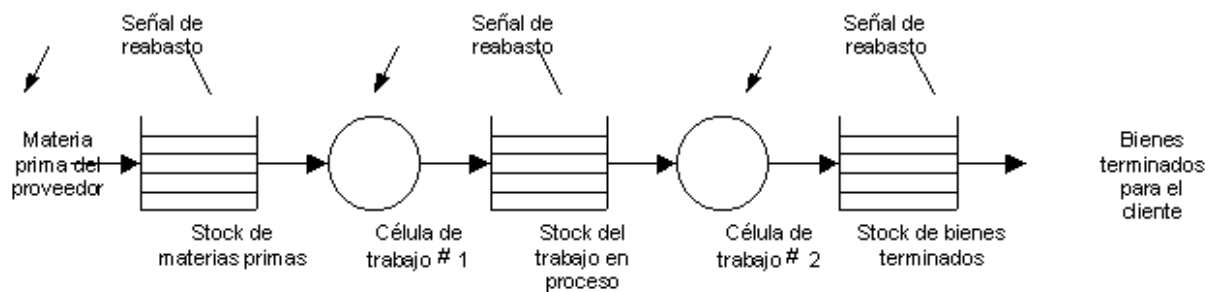 Señal de
reabasto
Señal de
reabasto
Señal de
reabasto
Materia
prima del
proveedor
Bienes
terminados
para el
cliente
Stock de
materias primas
Célula de
trabajo # 1
Stock del
trabajo en
proceso
Célula de
trabajo # 2
Stock de bienes
terminados